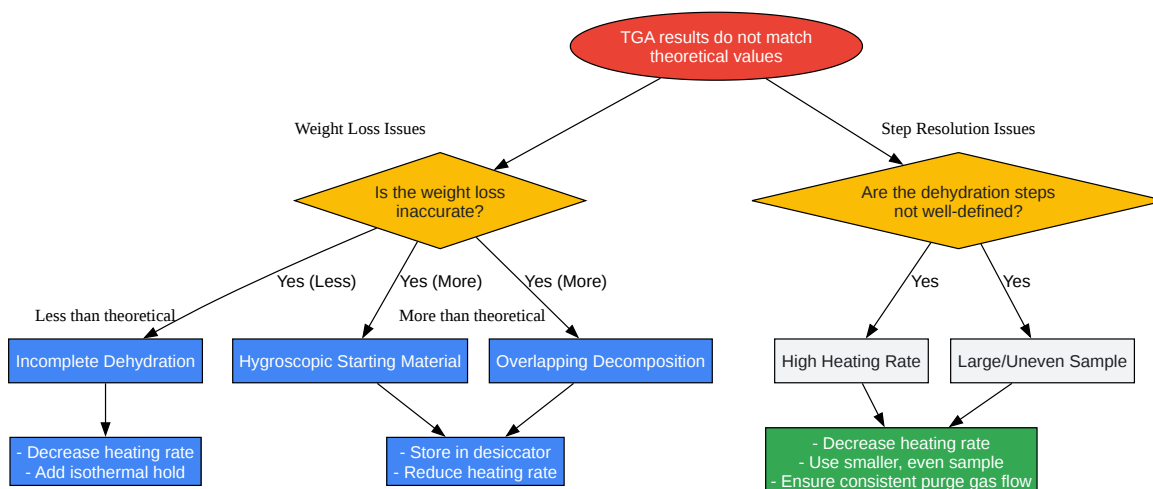 TGA results do not match
theoretical values
Weight Loss Issues
Step Resolution Issues
Is the weight loss
inaccurate?
Are the dehydration steps
not well-defined?
Yes (Less)
Yes (More)
Yes (More)
Yes
Yes
Less than theoretical
More than theoretical
Incomplete Dehydration
Hygroscopic Starting Material
Overlapping Decomposition
High Heating Rate
Large/Uneven Sample
- Decrease heating rate
- Add isothermal hold
- Store in desiccator
- Reduce heating rate
- Decrease heating rate
- Use smaller, even sample
- Ensure consistent purge gas flow